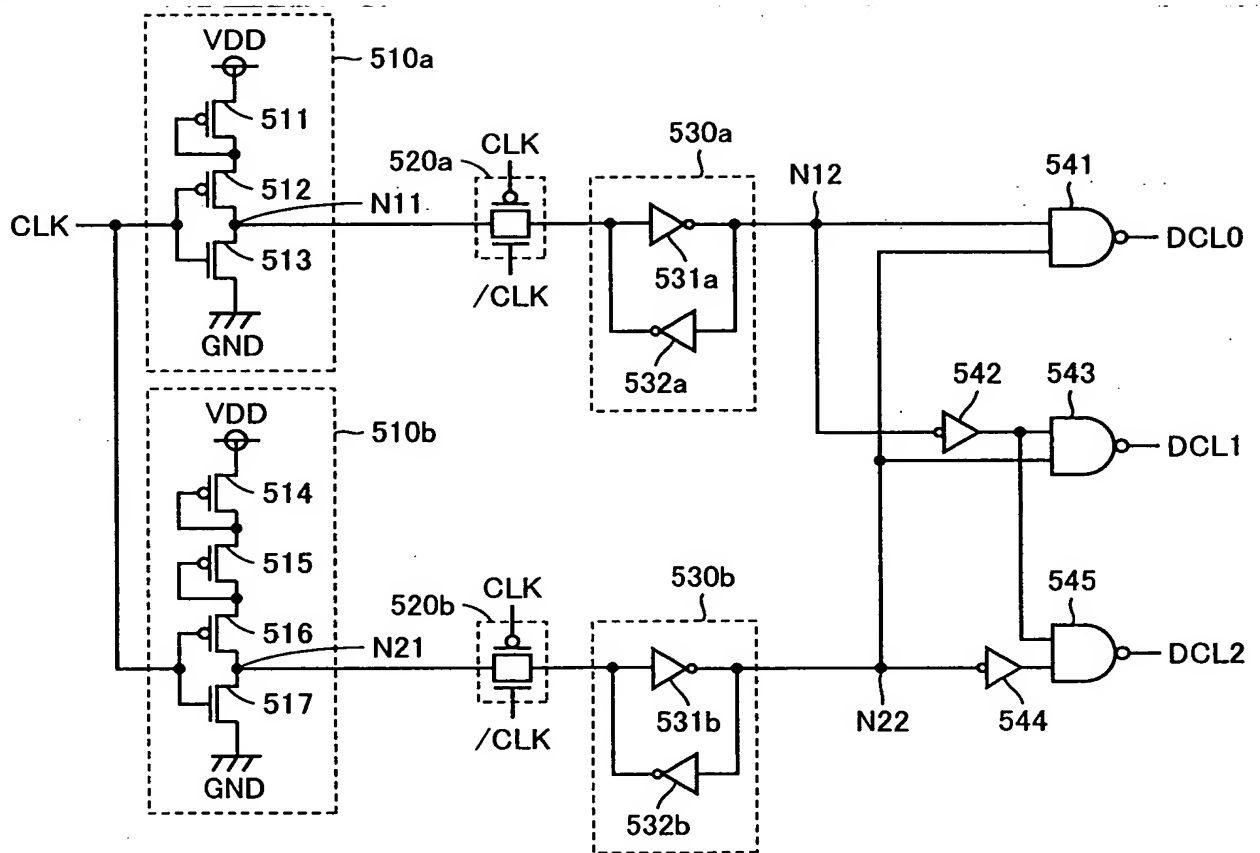 VDD
510a
511
512
N11
513
GND
CLK
CLK
520a
/CLK
530a
531a
532a
N12
541
DCL0
542
543
DCL1
VDD
510b
514
515
516
N21
517
GND
CLK
520b
/CLK
530b
531b
532b
N22
544
545
DCL2